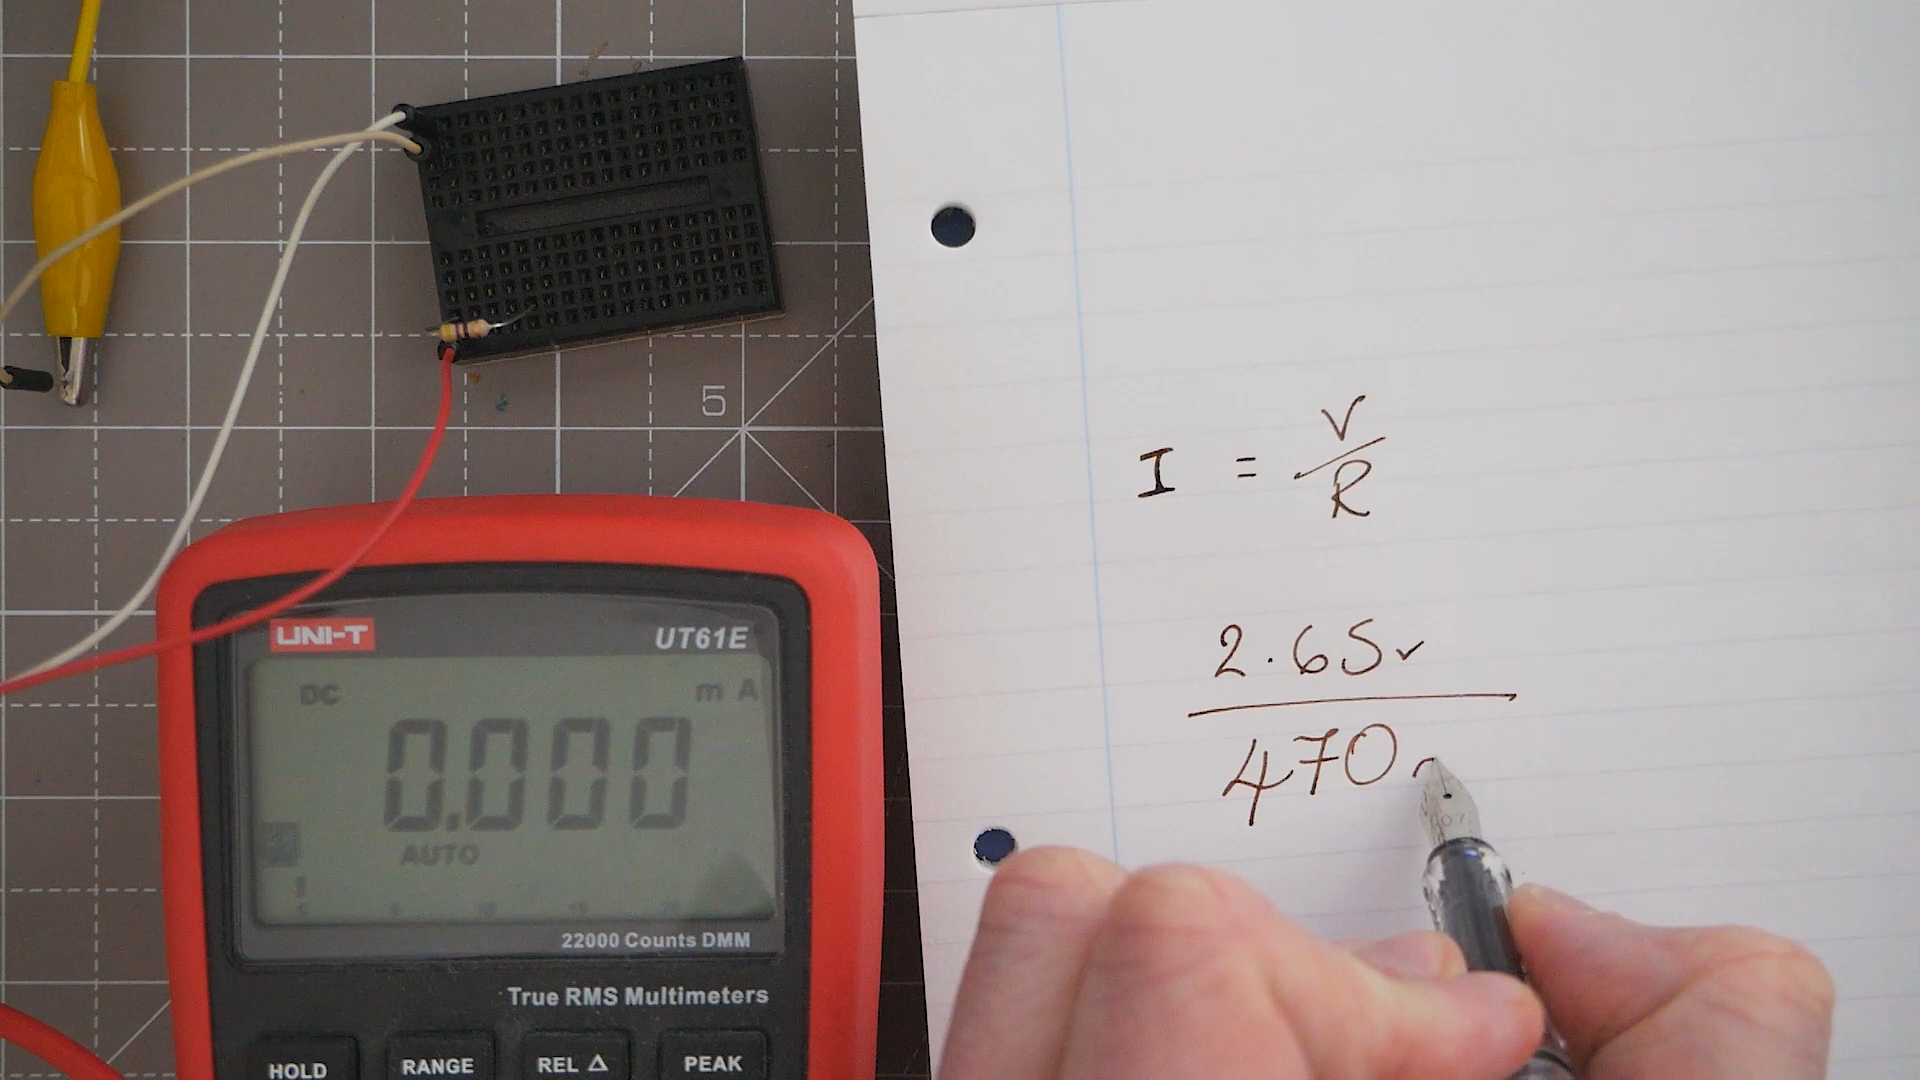 5
I = V/R
2.65v
470
UNI-T UT61E
DC m A
0.000
AUTO
!
22000 Counts DMM
True RMS Multimeters
HOLD RANGE REL Δ PEAK